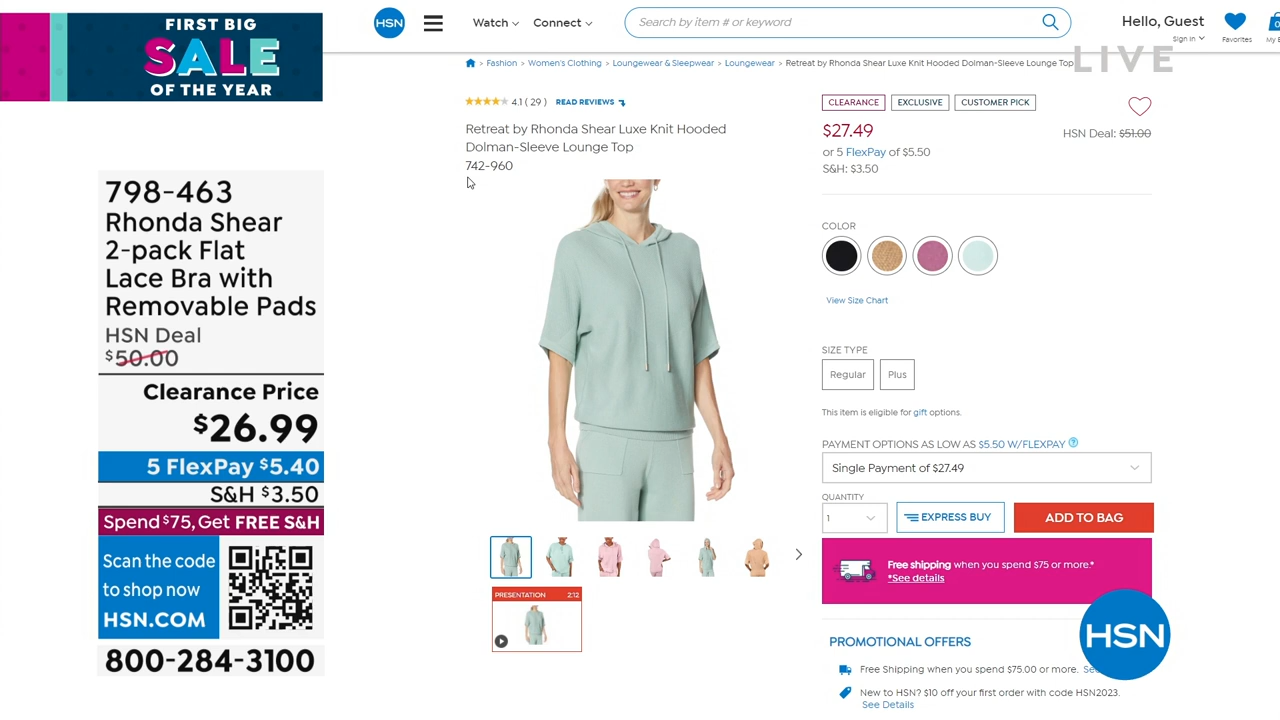 FIRST BIG
SALE
OF THE YEAR
798-463
Rhonda Shear
2-pack Flat
Lace Bra with
Removable Pads
HSN Deal
$50.00
Clearance Price
$26.99
5 FlexPay $5.40
S&H $3.50
Spend $75, Get FREE S&H
Scan the code
to shop now
HSN.COM
800-284-3100
HSN
Watch
Connect
Search by item # or keyword
Hello, Guest
Sign In
Favorites
0
LIVE
> Fashion > Women's Clothing > Loungewear & Sleepwear > Loungewear > Retreat by Rhonda Shear Luxe Knit Hooded Dolman-Sleeve Lounge Top
4.1 ( 29 ) READ REVIEWS
Retreat by Rhonda Shear Luxe Knit Hooded
Dolman-Sleeve Lounge Top
742-960
PRESENTATION 2:12
CLEARANCE
EXCLUSIVE
CUSTOMER PICK
$27.49
HSN Deal: $51.00
or 5 FlexPay of $5.50
S&H: $3.50
COLOR
View Size Chart
SIZE TYPE
Regular
Plus
This item is eligible for gift options.
PAYMENT OPTIONS AS LOW AS $5.50 W/FLEXPAY ?
Single Payment of $27.49
QUANTITY
1
EXPRESS BUY
ADD TO BAG
Free shipping when you spend $75 or more.*
*See details
HSN
PROMOTIONAL OFFERS
Free Shipping when you spend $75.00 or more.
New to HSN? $10 off your first order with code HSN2023.
See Details